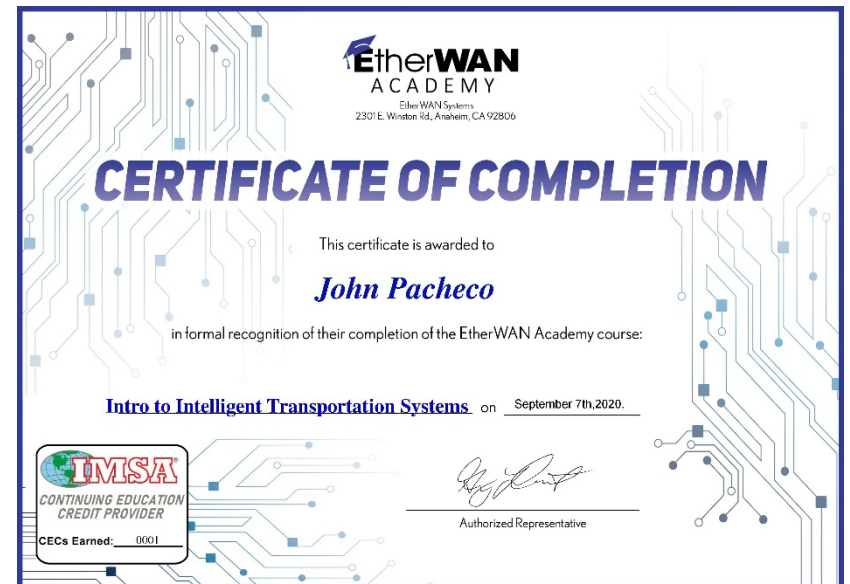 EtherWAN
ACADEMY
EtherWAN Systems
2301 E. Winston Rd., Anaheim, CA 92806
CERTIFICATE OF COMPLETION
This certificate is awarded to
John Pacheco
in formal recognition of their completion of the EtherWAN Academy course:
Intro to Intelligent Transportation Systems on September 7th,2020.
IMSA
CONTINUING EDUCATION
CREDIT PROVIDER
CECs Earned: 0001
Authorized Representative